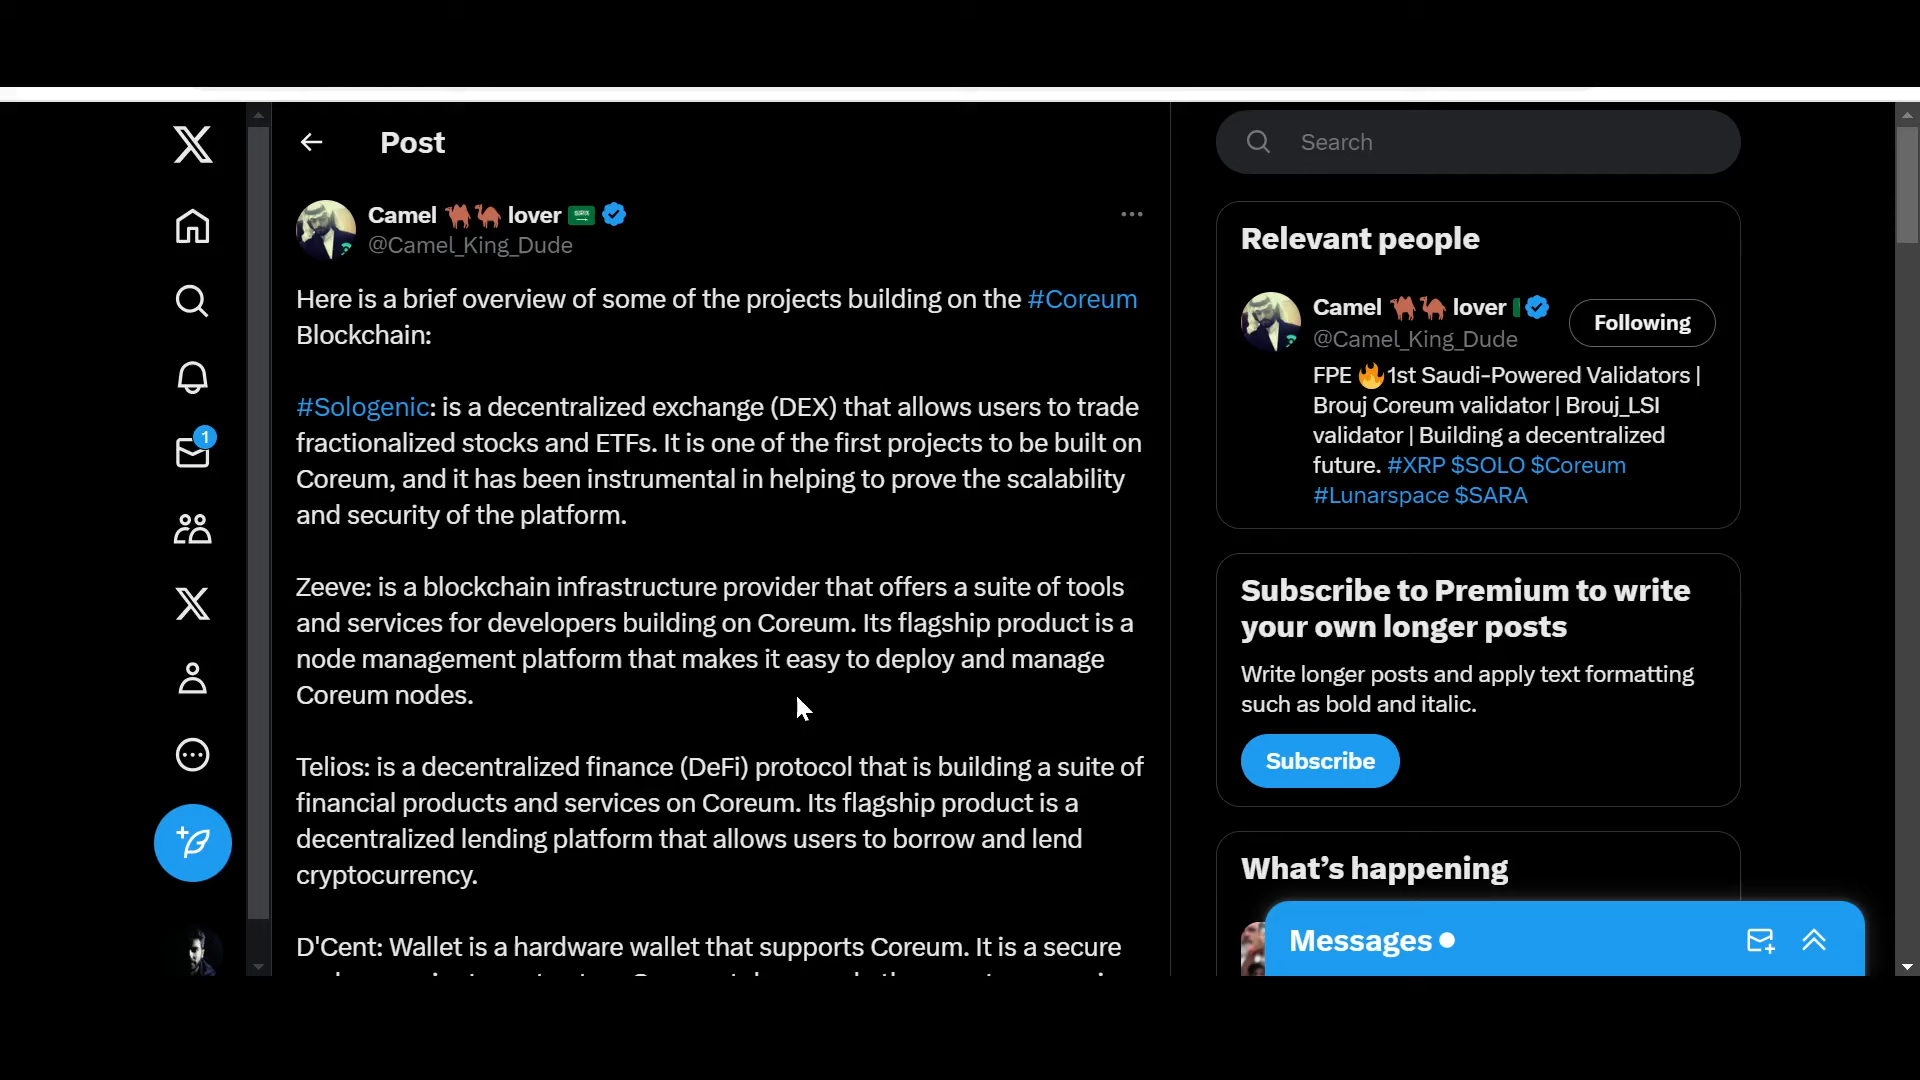 Post
Search
Camel 🐫🐪 lover 🇸🇦
@Camel_King_Dude
Here is a brief overview of some of the projects building on the #Coreum
Blockchain:
#Sologenic: is a decentralized exchange (DEX) that allows users to trade
fractionalized stocks and ETFs. It is one of the first projects to be built on
Coreum, and it has been instrumental in helping to prove the scalability
and security of the platform.
Zeeve: is a blockchain infrastructure provider that offers a suite of tools
and services for developers building on Coreum. Its flagship product is a
node management platform that makes it easy to deploy and manage
Coreum nodes.
Telios: is a decentralized finance (DeFi) protocol that is building a suite of
financial products and services on Coreum. Its flagship product is a
decentralized lending platform that allows users to borrow and lend
cryptocurrency.
D'Cent: Wallet is a hardware wallet that supports Coreum. It is a secure
1
Relevant people
Camel 🐫🐪 lover
@Camel_King_Dude
Following
FPE 🔥1st Saudi-Powered Validators |
Brouj Coreum validator | Brouj_LSI
validator | Building a decentralized
future. #XRP $SOLO $Coreum
#Lunarspace $SARA
Subscribe to Premium to write
your own longer posts
Write longer posts and apply text formatting
such as bold and italic.
Subscribe
What's happening
Messages